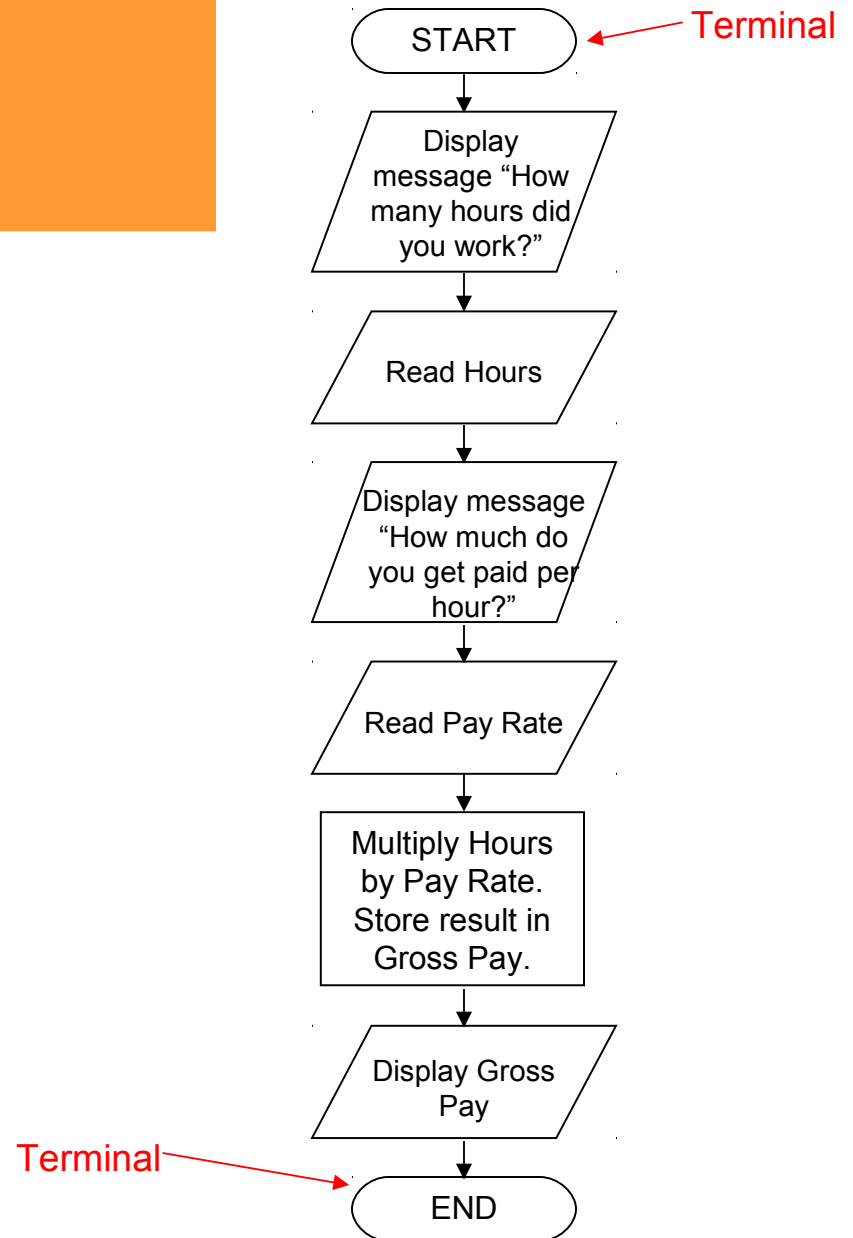 START
Terminal
Display
message “How
many hours did
you work?”
Read Hours
Display message
“How much do
you get paid per
hour?”
Read Pay Rate
Multiply Hours
by Pay Rate.
Store result in
Gross Pay.
Display Gross
Pay
Terminal
END